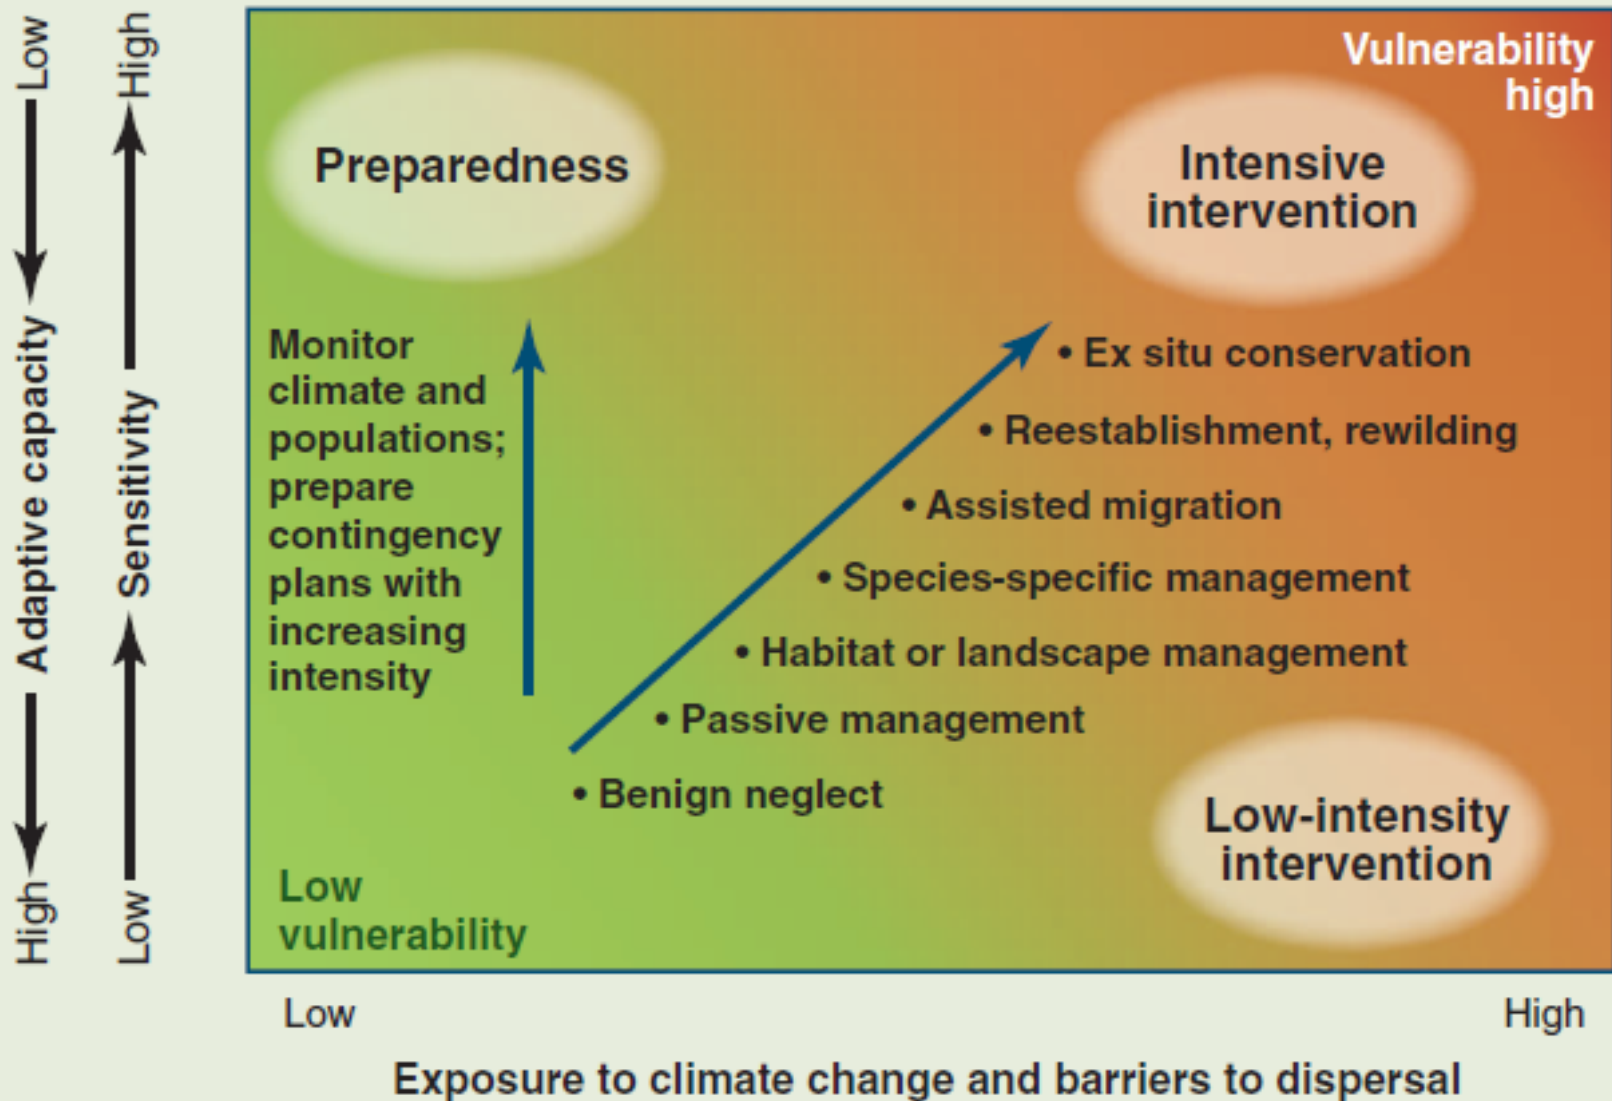 Low
Adaptive capacity
High
High
Sensitivity
Low
Vulnerability
high
Preparedness
Intensive
intervention
Monitor
climate and
populations;
prepare
contingency
plans with
increasing
intensity
• Ex situ conservation
• Reestablishment, rewilding
• Assisted migration
• Species-specific management
• Habitat or landscape management
• Passive management
• Benign neglect
Low-intensity
intervention
Low
vulnerability
Low
High
Exposure to climate change and barriers to dispersal